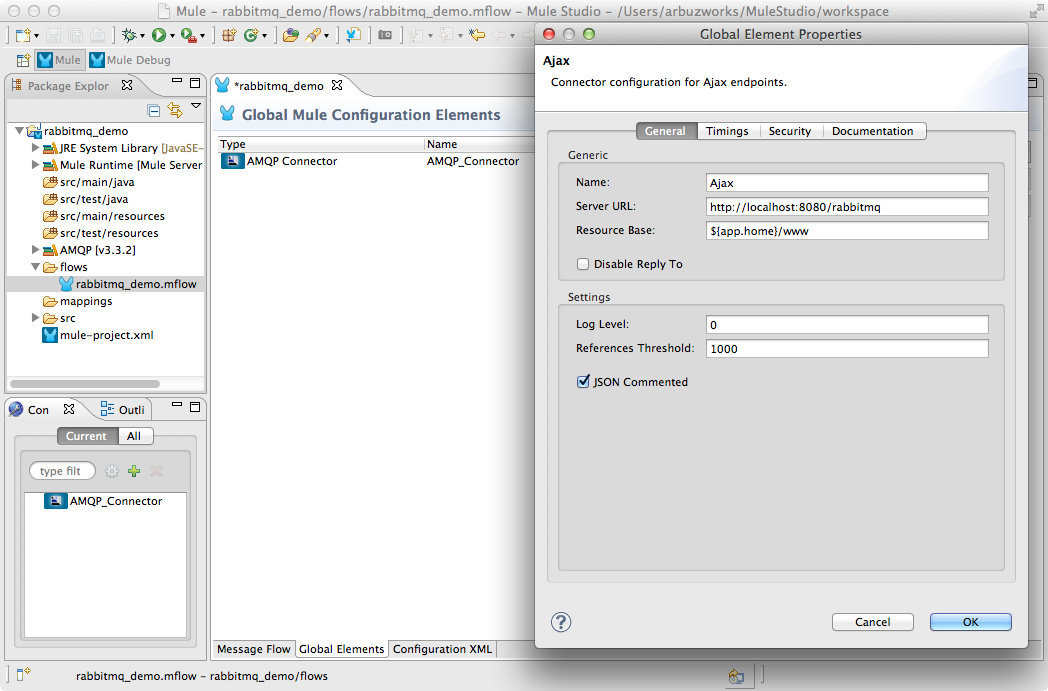 Mule – rabbitmq_demo/flows/rabbitmq_demo.mflow – Mule Studio – /Users/arbuzworks/MuleStudio/workspace
Mule
Mule Debug
Package Explor
rabbitmq_demo
JRE System Library [JavaSE-
Mule Runtime [Mule Server
src/main/java
src/test/java
src/main/resources
src/test/resources
AMQP [v3.3.2]
flows
rabbitmq_demo.mflow
mappings
src
mule-project.xml
Con
Outli
Current
All
type filt
AMQP_Connector
*rabbitmq_demo
Global Mule Configuration Elements
Type
Name
AMQP Connector
AMQP_Connector
Message Flow
Global Elements
Configuration XML
Global Element Properties
Ajax
Connector configuration for Ajax endpoints.
General
Timings
Security
Documentation
Generic
Name:
Ajax
Server URL:
http://localhost:8080/rabbitmq
Resource Base:
${app.home}/www
Disable Reply To
Settings
Log Level:
0
References Threshold:
1000
JSON Commented
?
Cancel
OK
rabbitmq_demo.mflow – rabbitmq_demo/flows